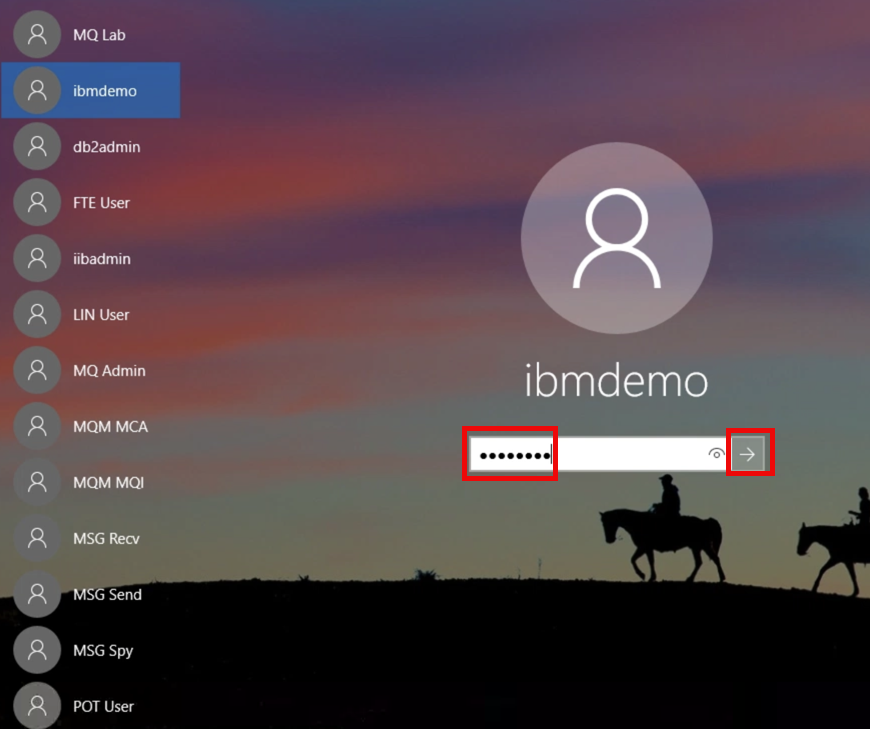 MQ Lab
ibmdemo
db2admin
FTE User
iibadmin
LIN User
MQ Admin
MQM MCA
MQM MQI
MSG Recv
MSG Send
MSG Spy
POT User
ibmdemo